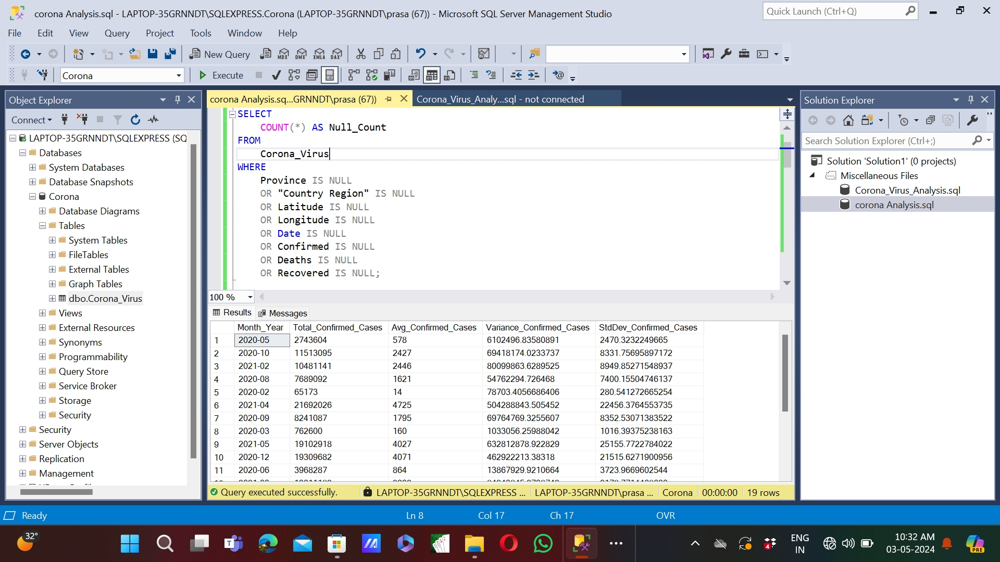 corona Analysis.sql - LAPTOP-35GRNNDT\SQLEXPRESS.Corona (LAPTOP-35GRNNDT\prasa (67)) - Microsoft SQL Server Management Studio
Quick Launch (Ctrl+Q)
File Edit View Query Project Tools Window Help
New Query
MDX DMX XMLA DAX
Corona
Execute
Object Explorer
Connect
LAPTOP-35GRNNDT\SQLEXPRESS (SQ
Databases
System Databases
Database Snapshots
Corona
Database Diagrams
Tables
System Tables
FileTables
External Tables
Graph Tables
dbo.Corona_Virus
Views
External Resources
Synonyms
Programmability
Query Store
Service Broker
Storage
Security
Security
Server Objects
Replication
Management
corona Analysis.sq...GRNNDT\prasa (67))
Corona_Virus_Analy...sql - not connected
SELECT
COUNT(*) AS Null_Count
FROM
Corona_Virus
WHERE
Province IS NULL
OR "Country Region" IS NULL
OR Latitude IS NULL
OR Longitude IS NULL
OR Date IS NULL
OR Confirmed IS NULL
OR Deaths IS NULL
OR Recovered IS NULL;
100 %
Results Messages
Month_Year Total_Confirmed_Cases Avg_Confirmed_Cases Variance_Confirmed_Cases StdDev_Confirmed_Cases
1 2020-05 2743604 578 6102496.83580891 2470.3232249665
2 2020-10 11513095 2427 69418174.0233737 8331.75695897172
3 2021-02 10481141 2446 80099863.6289525 8949.85271548937
4 2020-08 7689092 1621 54762294.726468 7400.15504746137
5 2020-02 65173 14 78703.4056686406 280.541272665254
6 2021-04 21692026 4725 504288843.505452 22456.3764553735
7 2020-09 8241087 1795 69764769.3255607 8352.53071383522
8 2020-03 762600 160 1033056.25988042 1016.39375238163
9 2021-05 19102918 4027 632812878.922829 25155.7722784022
10 2020-12 19309682 4071 462922213.38318 21515.6271900956
11 2020-06 3968287 864 13867929.9210664 3723.9669602544
Query executed successfully.
LAPTOP-35GRNNDT\SQLEXPRESS ...
LAPTOP-35GRNNDT\prasa ...
Corona
00:00:00
19 rows
Solution Explorer
Search Solution Explorer (Ctrl+;)
Solution 'Solution1' (0 projects)
Miscellaneous Files
Corona_Virus_Analysis.sql
corona Analysis.sql
Ready
Ln 8
Col 17
Ch 17
OVR
32°
4
ENG
IN
10:32 AM
03-05-2024
PRE